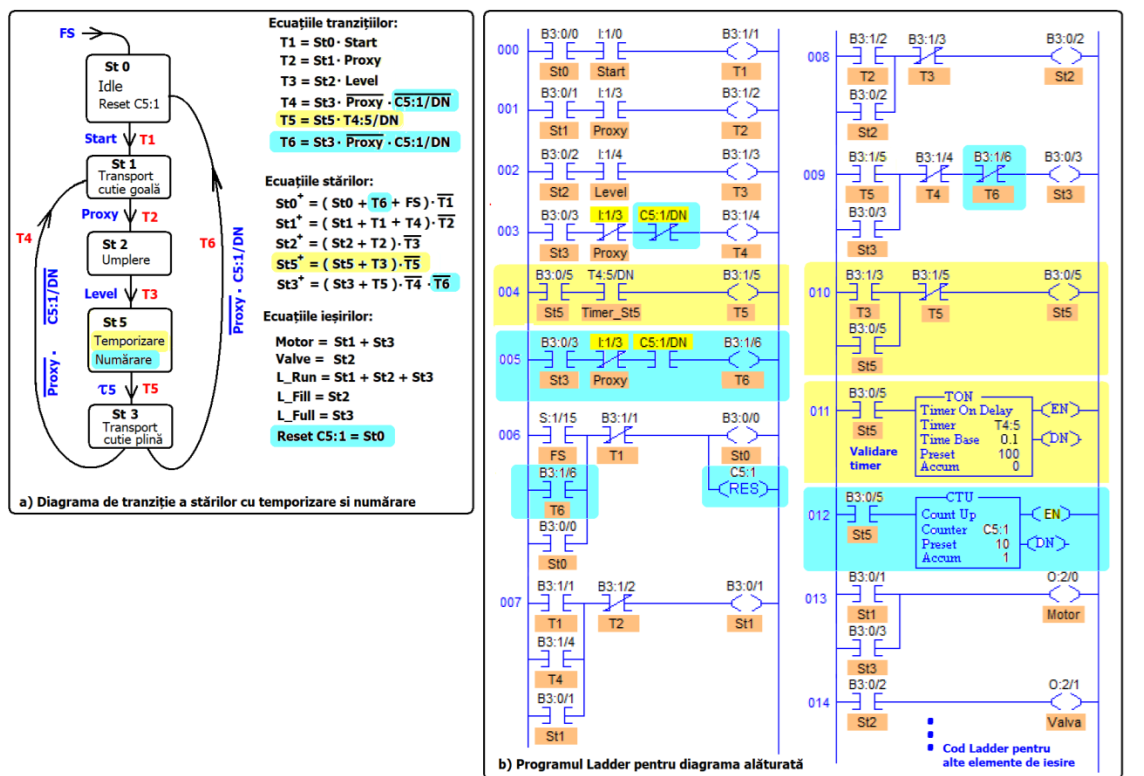 FS
St 0
Idle
Reset C5:1
Start
T1
St 1
Transport
cutie goală
Proxy
T2
St 2
Umplere
Level
T3
St 5
Temporizare
Numărare
τ5
T5
St 3
Transport
cutie plină
T4
T6
Proxy · C5:1/DN
Proxy · C5:1/DN
a) Diagrama de tranziție a stărilor cu temporizare si numărare
Ecuațiile tranzițiilor:
T1 = St0· Start
T2 = St1· Proxy
T3 = St2· Level
T4 = St3· Proxy · C5:1/DN
T5 = St5· T4:5/DN
T6 = St3· Proxy · C5:1/DN
Ecuațiile stărilor:
St0⁺ = ( St0 + T6 + FS ) · T1
St1⁺ = ( St1 + T1 + T4 ) · T2
St2⁺ = ( St2 + T2 ) · T3
St5⁺ = ( St5 + T3 ) · T5
St3⁺ = ( St3 + T5 ) · T4 · T6
Ecuațiile ieșirilor:
Motor = St1 + St3
Valve = St2
L_Run = St1 + St2 + St3
L_Fill = St2
L_Full = St3
Reset C5:1 = St0
B3:0/0 I:1/0 B3:1/1
000
St0 Start T1
B3:0/1 I:1/3 B3:1/2
001
St1 Proxy T2
B3:0/2 I:1/4 B3:1/3
002
St2 Level T3
B3:0/3 I:1/3 C5:1/DN B3:1/4
003
St3 Proxy T4
B3:0/5 T4:5/DN B3:1/5
004
St5 Timer_St5 T5
B3:0/3 I:1/3 C5:1/DN B3:1/6
005
St3 Proxy T6
S:1/15 B3:1/1 B3:0/0
006
FS T1 St0
B3:1/6 C5:1
RES
T6
B3:0/0
St0
B3:1/1 B3:1/2 B3:0/1
007
T1 T2 St1
B3:1/4
T4
B3:0/1
St1
B3:1/2 B3:1/3 B3:0/2
008
T2 T3 St2
B3:0/2
St2
B3:1/5 B3:1/4 B3:1/6 B3:0/3
009
T5 T4 T6 St3
B3:0/3
St3
B3:1/3 B3:1/5 B3:0/5
010
T3 T5 St5
B3:0/5
St5
B3:0/5
011
St5
Validare
timer
TON
Timer On Delay
Timer T4:5
Time Base 0.1
Preset 100
Accum 0
EN
DN
B3:0/5
012
St5
CTU
Count Up
Counter C5:1
Preset 10
Accum 1
EN
DN
B3:0/1 O:2/0
013
St1 Motor
B3:0/3
St3
B3:0/2 O:2/1
014
St2 Valva
Cod Ladder pentru
alte elemente de iesire
b) Programul Ladder pentru diagrama alăturată